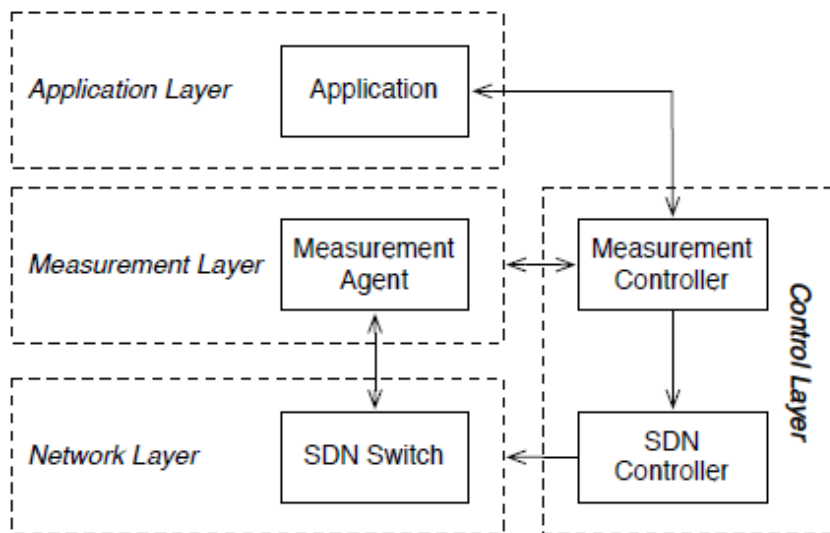 Application Layer
Application
Measurement Layer
Measurement
Agent
Measurement
Controller
Control Layer
Network Layer
SDN Switch
SDN
Controller